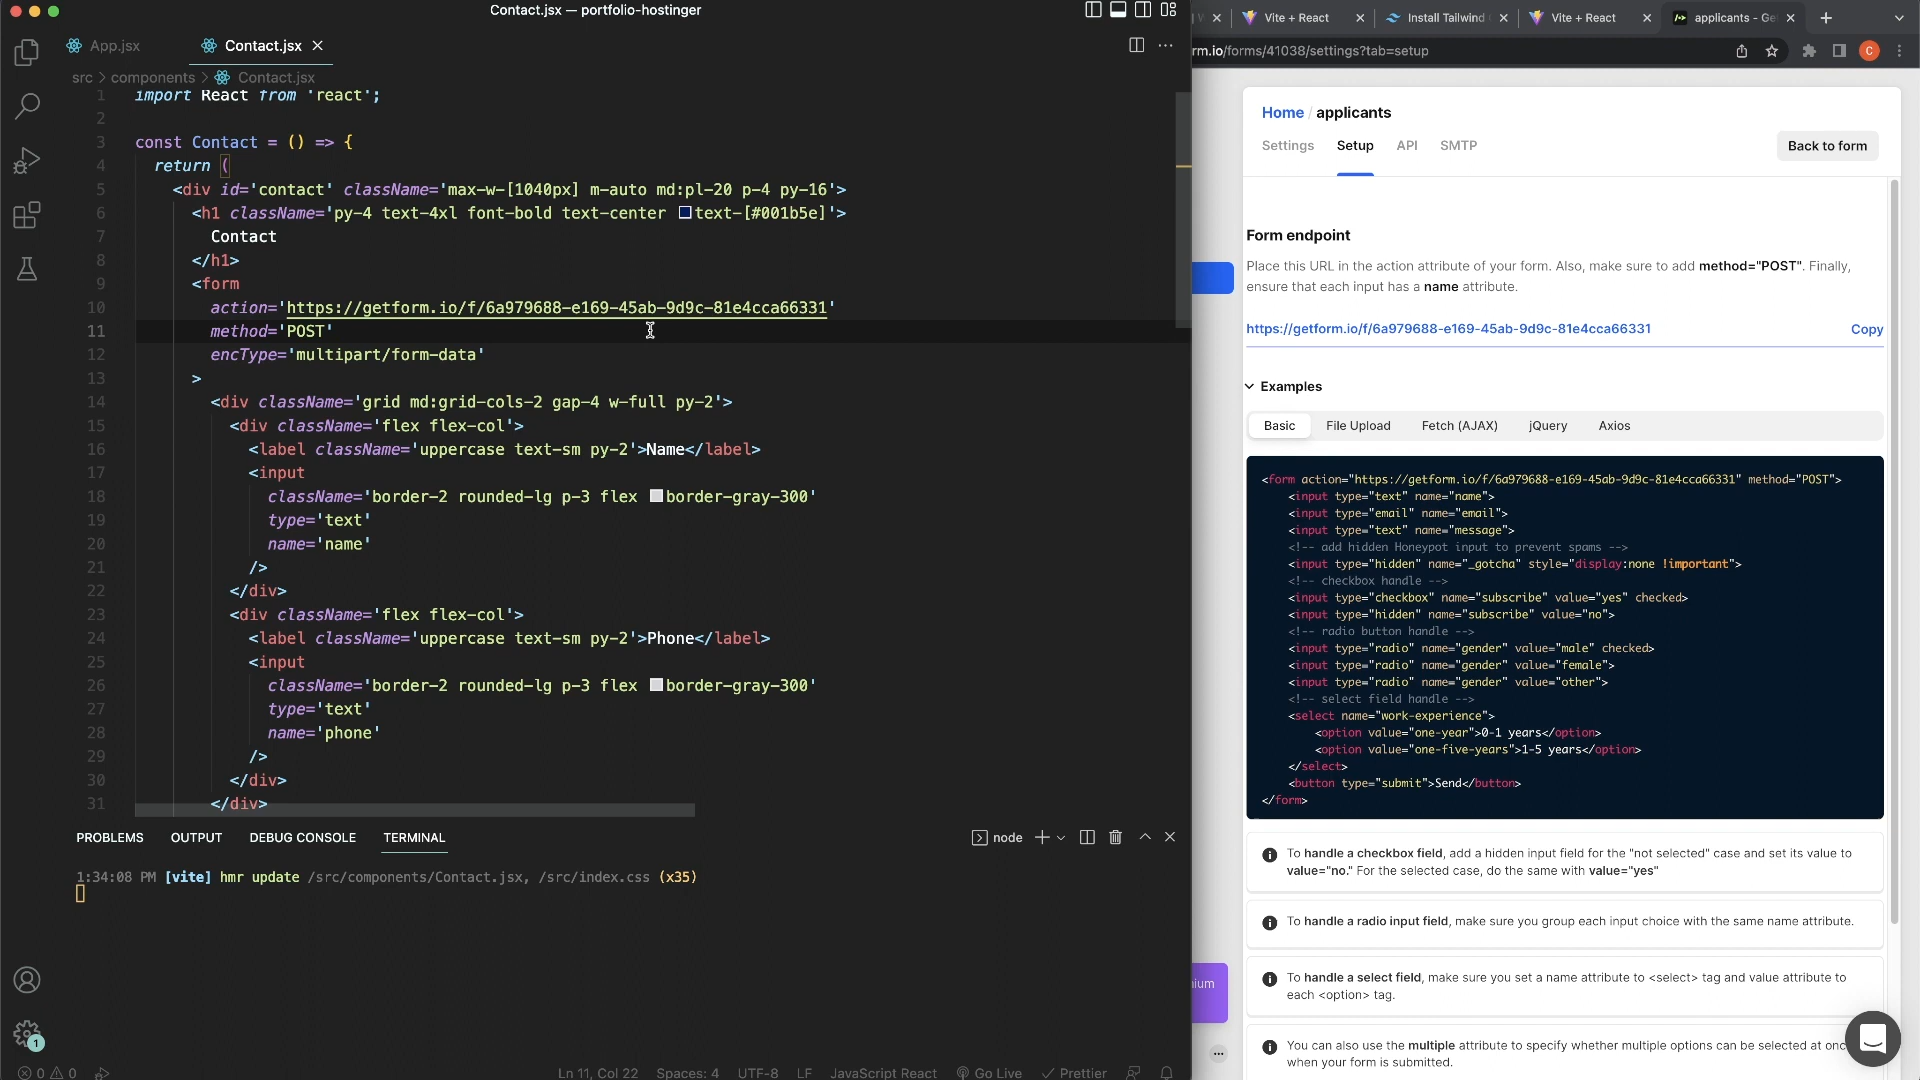 Contact.jsx — portfolio-hostinger
App.jsx
Contact.jsx
src > components > Contact.jsx
1 import React from 'react';
2
3 const Contact = () => {
4 return (
5 <div id='contact' className='max-w-[1040px] m-auto md:pl-20 p-4 py-16'>
6 <h1 className='py-4 text-4xl font-bold text-center text-[#001b5e]'>
7 Contact
8 </h1>
9 <form
10 action='https://getform.io/f/6a979688-e169-45ab-9d9c-81e4cca66331'
11 method='POST'
12 encType='multipart/form-data'
13 >
14 <div className='grid md:grid-cols-2 gap-4 w-full py-2'>
15 <div className='flex flex-col'>
16 <label className='uppercase text-sm py-2'>Name</label>
17 <input
18 className='border-2 rounded-lg p-3 flex border-gray-300'
19 type='text'
20 name='name'
21 />
22 </div>
23 <div className='flex flex-col'>
24 <label className='uppercase text-sm py-2'>Phone</label>
25 <input
26 className='border-2 rounded-lg p-3 flex border-gray-300'
27 type='text'
28 name='phone'
29 />
30 </div>
31 </div>
PROBLEMS OUTPUT DEBUG CONSOLE TERMINAL
node
1:34:08 PM [vite] hmr update /src/components/Contact.jsx, /src/index.css (x35)
1
0 0
Ln 11, Col 22 Spaces: 4 UTF-8 LF JavaScript React Go Live Prettier
Vite + React
Install Tailwind
Vite + React
applicants - Ge
rm.io/forms/41038/settings?tab=setup
C
Home / applicants
Settings Setup API SMTP
Back to form
Form endpoint
Place this URL in the action attribute of your form. Also, make sure to add method="POST". Finally,
ensure that each input has a name attribute.
https://getform.io/f/6a979688-e169-45ab-9d9c-81e4cca66331
Copy
Examples
Basic File Upload Fetch (AJAX) jQuery Axios
<form action="https://getform.io/f/6a979688-e169-45ab-9d9c-81e4cca66331" method="POST">
<input type="text" name="name">
<input type="email" name="email">
<input type="text" name="message">
<!-- add hidden Honeypot input to prevent spams -->
<input type="hidden" name="_gotcha" style="display:none !important">
<!-- checkbox handle -->
<input type="checkbox" name="subscribe" value="yes" checked>
<input type="hidden" name="subscribe" value="no">
<!-- radio button handle -->
<input type="radio" name="gender" value="male" checked>
<input type="radio" name="gender" value="female">
<input type="radio" name="gender" value="other">
<!-- select field handle -->
<select name="work-experience">
<option value="one-year">0-1 years</option>
<option value="one-five-years">1-5 years</option>
</select>
<button type="submit">Send</button>
</form>
To handle a checkbox field, add a hidden input field for the "not selected" case and set its value to
value="no." For the selected case, do the same with value="yes"
To handle a radio input field, make sure you group each input choice with the same name attribute.
To handle a select field, make sure you set a name attribute to <select> tag and value attribute to
each <option> tag.
You can also use the multiple attribute to specify whether multiple options can be selected at onc
when your form is submitted.